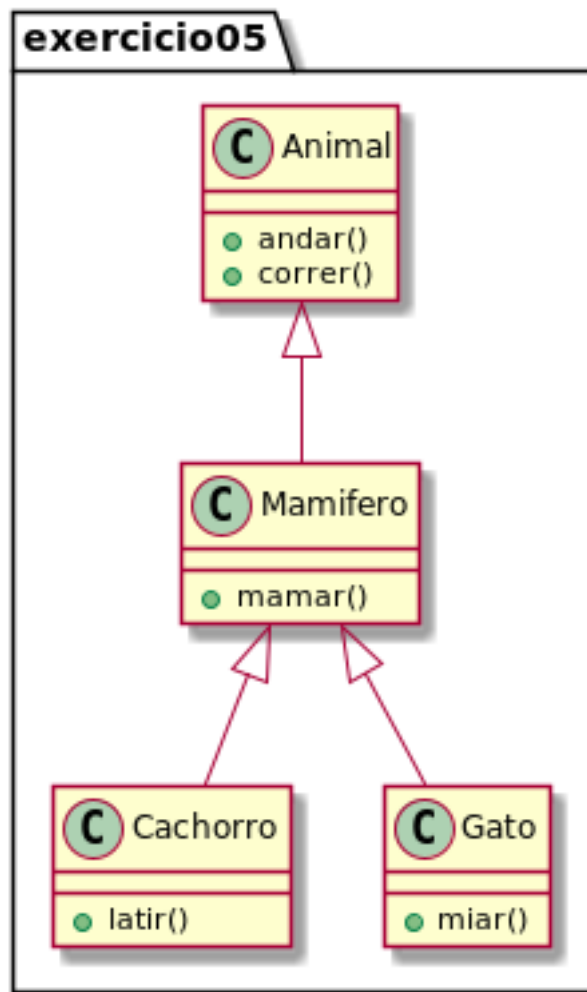 exercicio05
C Animal
andar()
correr()
C Mamifero
mamar()
C Cachorro
latir()
C Gato
miar()